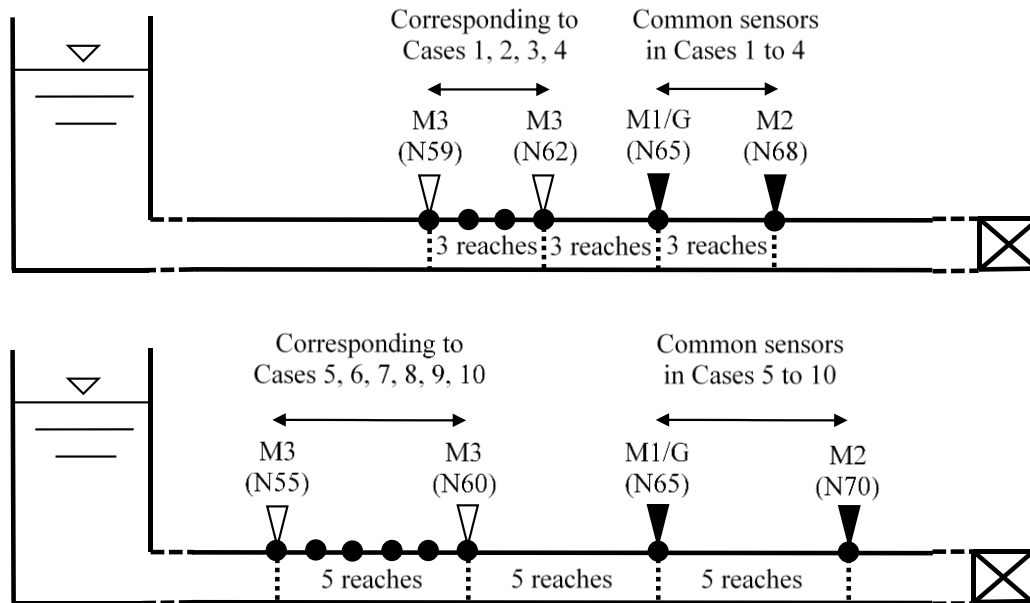 Corresponding to
Cases 1, 2, 3, 4
Common sensors
in Cases 1 to 4
M3
(N59)
M3
(N62)
M1/G
(N65)
M2
(N68)
3 reaches
3 reaches
3 reaches
Corresponding to
Cases 5, 6, 7, 8, 9, 10
Common sensors
in Cases 5 to 10
M3
(N55)
M3
(N60)
M1/G
(N65)
M2
(N70)
5 reaches
5 reaches
5 reaches